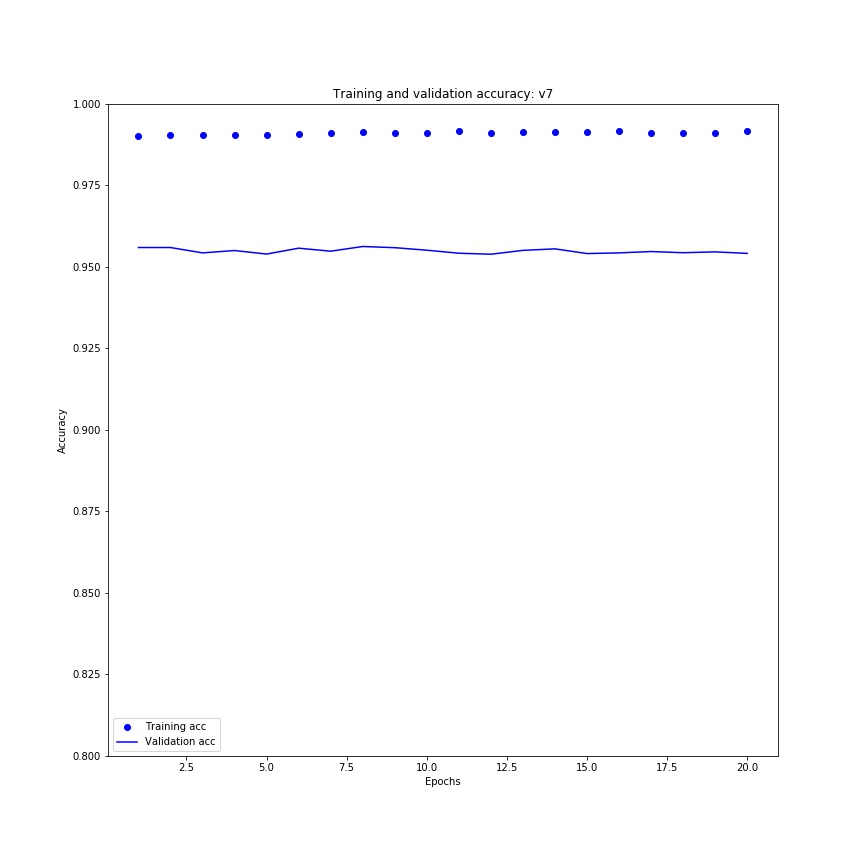 Training and validation accuracy: v7
1.000
0.975
0.950
0.925
0.900
0.875
0.850
0.825
0.800
Accuracy
Training acc
Validation acc
2.5 5.0 7.5 10.0 12.5 15.0 17.5 20.0
Epochs